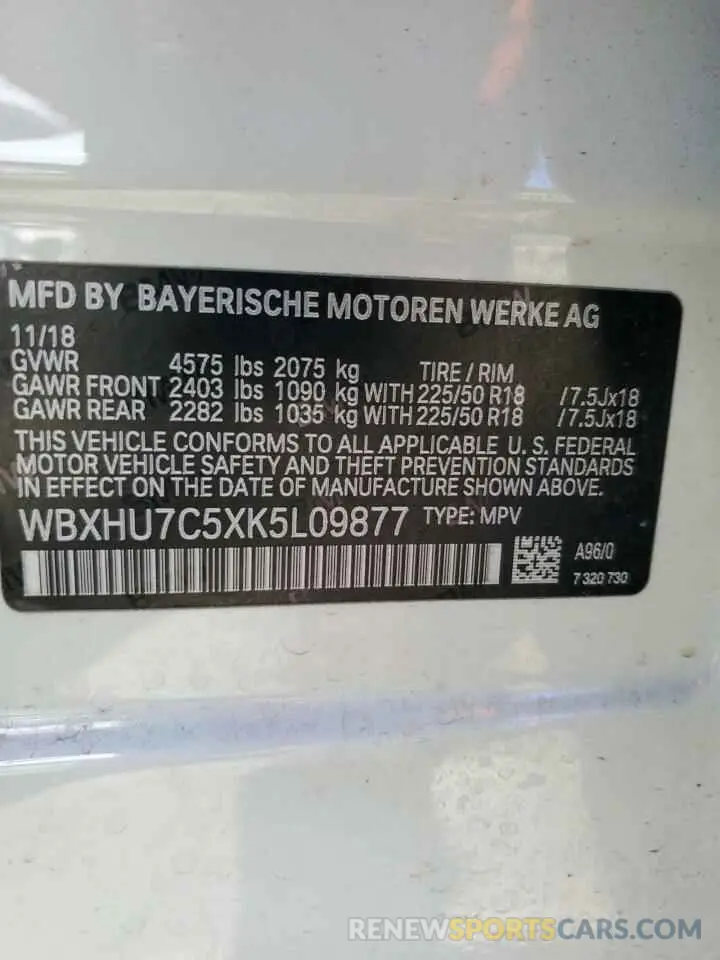 MFD BY BAYERISCHE MOTOREN WERKE AG
11/18
GVWR 4575 lbs 2075 kg TIRE / RIM
GAWR FRONT 2403 lbs 1090 kg WITH 225/50 R18 /7.5Jx18
GAWR REAR 2282 lbs 1035 kg WITH 225/50 R18 /7.5Jx18
THIS VEHICLE CONFORMS TO ALL APPLICABLE U. S. FEDERAL
MOTOR VEHICLE SAFETY AND THEFT PREVENTION STANDARDS
IN EFFECT ON THE DATE OF MANUFACTURE SHOWN ABOVE.
WBXHU7C5XK5L09877 TYPE: MPV
A96/0
7 320 730
RENEWSPORTSCARS.COM